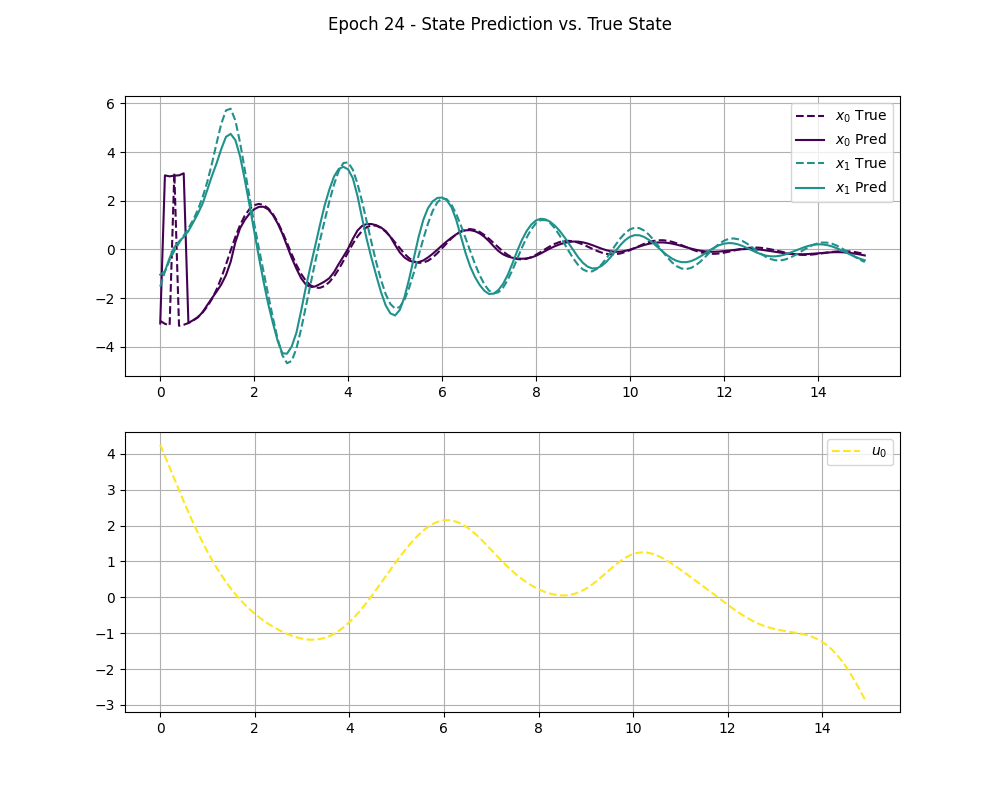 Epoch 24 - State Prediction vs. True State
6
4
2
0
−2
−4
x₀ True
x₀ Pred
x₁ True
x₁ Pred
0 2 4 6 8 10 12 14
4
3
2
1
0
−1
−2
−3
u₀
0 2 4 6 8 10 12 14